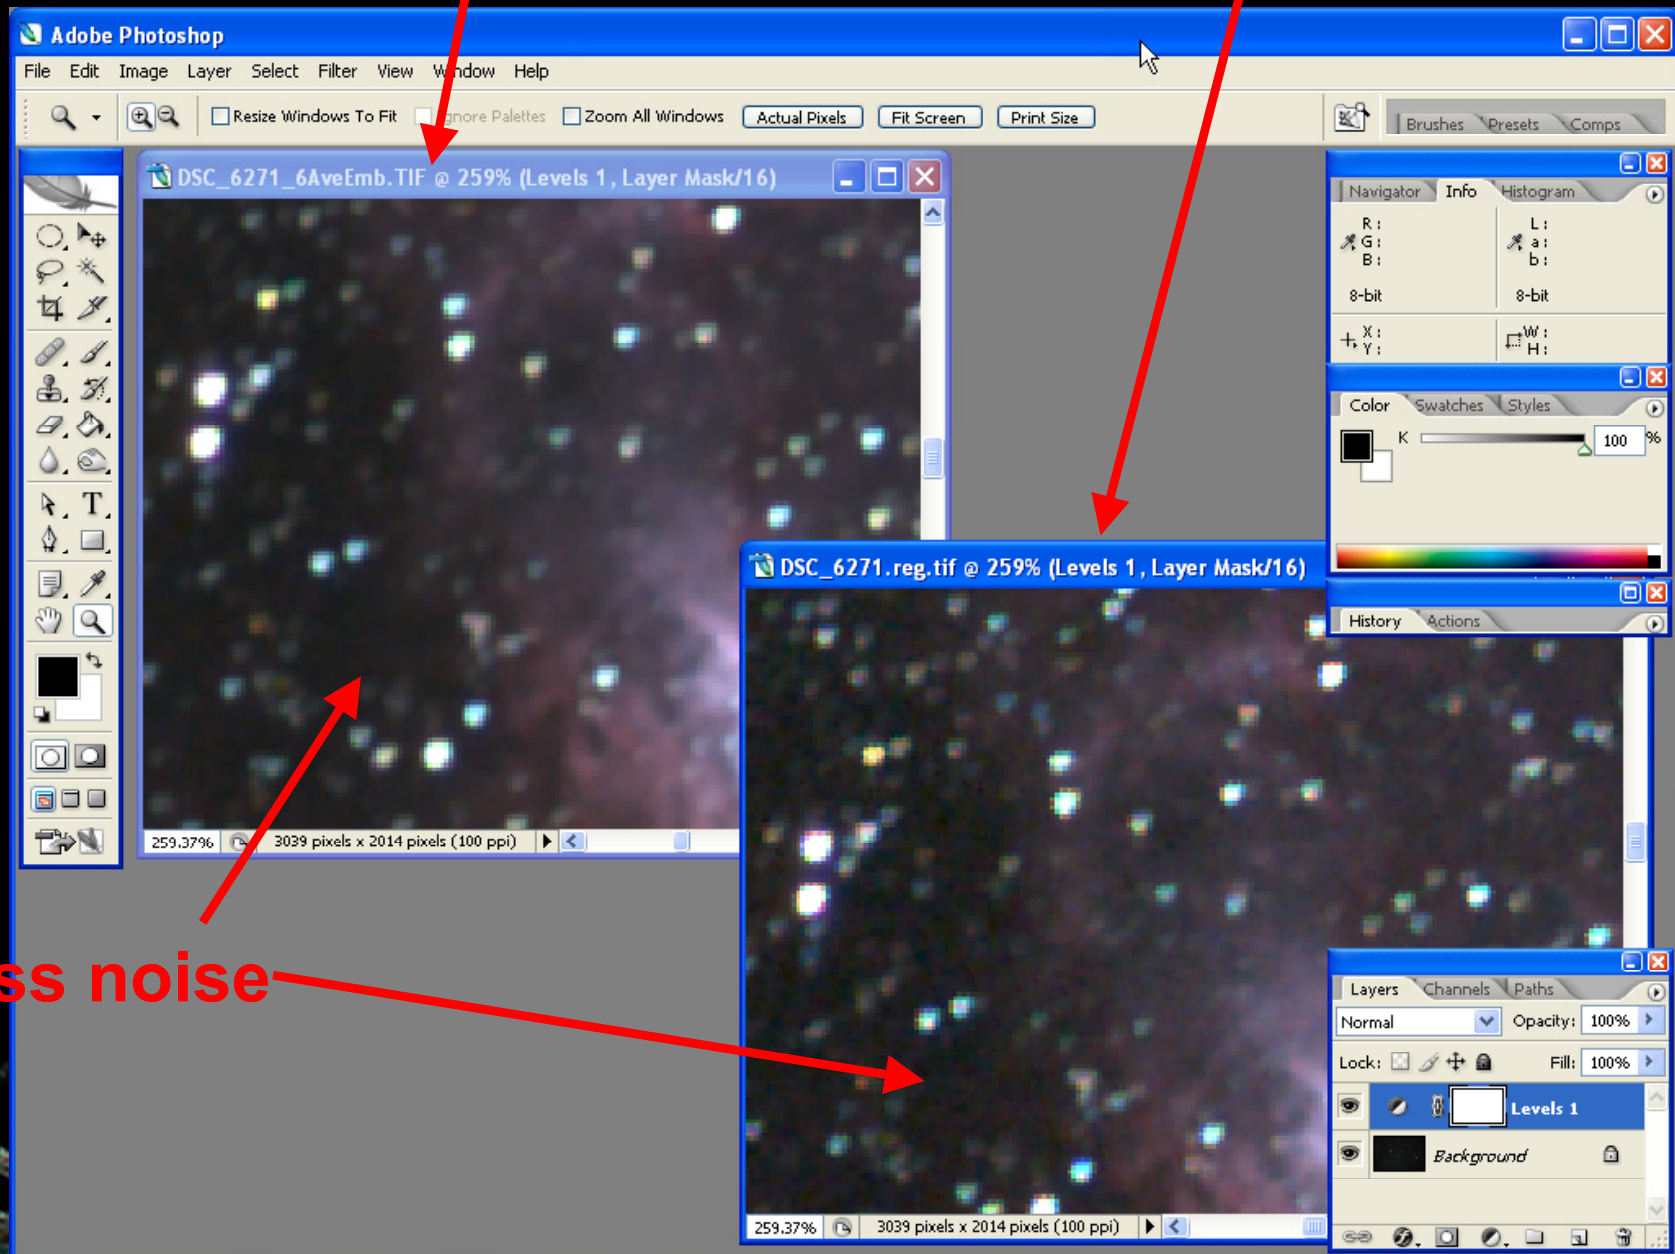 Adobe Photoshop
File Edit Image Layer Select Filter View Window Help
Resize Windows To Fit Ignore Palettes Zoom All Windows Actual Pixels Fit Screen Print Size
Brushes Presets Comps
DSC_6271_6AveEmb.TIF @ 259% (Levels 1, Layer Mask/16)
Navigator Info Histogram
R: L:
G: a:
B: b:
8-bit 8-bit
X: W:
Y: H:
Color Swatches Styles
K 100 %
T
DSC_6271.reg.tif @ 259% (Levels 1, Layer Mask/16)
History Actions
259.37% 3039 pixels x 2014 pixels (100 ppi)
ss noise
Layers Channels Paths
Normal Opacity: 100%
Lock: Fill: 100%
Levels 1
Background
259.37% 3039 pixels x 2014 pixels (100 ppi)